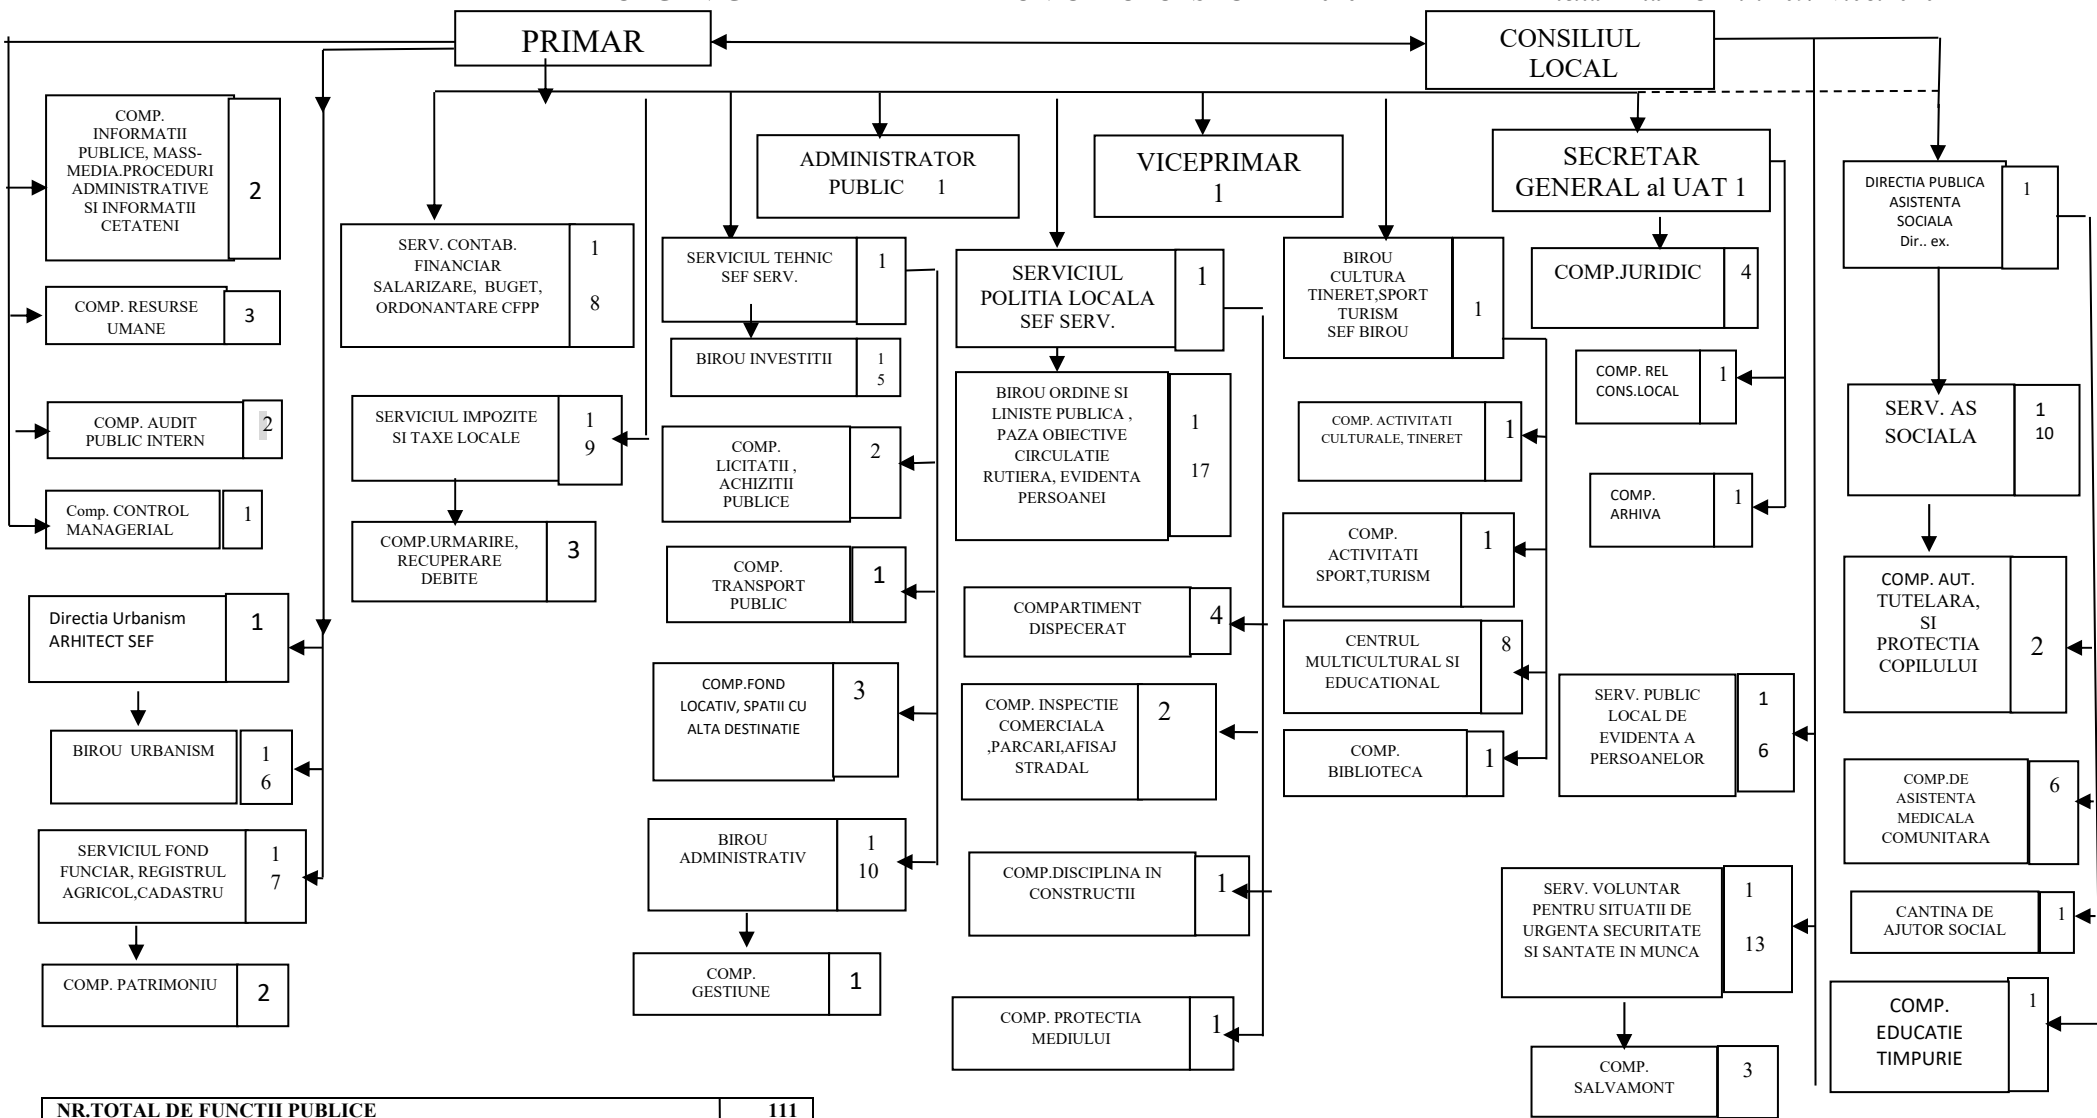 PRIMAR
CONSILIUL
LOCAL
COMP.
INFORMATII
PUBLICE, MASS-
MEDIA.PROCEDURI
ADMINISTRATIVE
SI INFORMATII
CETATENI
2
COMP. RESURSE
UMANE
3
COMP. AUDIT
PUBLIC INTERN
2
Comp. CONTROL
MANAGERIAL
1
Directia Urbanism
ARHITECT SEF
1
BIROU URBANISM
1
6
SERVICIUL FOND
FUNCIAR, REGISTRUL
AGRICOL,CADASTRU
1
7
COMP. PATRIMONIU
2
SERV. CONTAB.
FINANCIAR
SALARIZARE, BUGET,
ORDONANTARE CFPP
1
8
SERVICIUL IMPOZITE
SI TAXE LOCALE
1
9
COMP.URMARIRE,
RECUPERARE
DEBITE
3
ADMINISTRATOR
PUBLIC 1
VICEPRIMAR
1
SECRETAR
GENERAL al UAT 1
SERVICIUL TEHNIC
SEF SERV.
1
BIROU INVESTITII
1
5
COMP.
LICITATII ,
ACHIZITII
PUBLICE
2
COMP.
TRANSPORT
PUBLIC
1
COMP.FOND
LOCATIV, SPATII CU
ALTA DESTINATIE
3
BIROU
ADMINISTRATIV
1
10
COMP.
GESTIUNE
1
SERVICIUL
POLITIA LOCALA
SEF SERV.
1
BIROU ORDINE SI
LINISTE PUBLICA ,
PAZA OBIECTIVE
CIRCULATIE
RUTIERA, EVIDENTA
PERSOANEI
1
17
COMPARTIMENT
DISPECERAT
4
COMP. INSPECTIE
COMERCIALA
,PARCARI,AFISAJ
STRADAL
2
COMP.DISCIPLINA IN
CONSTRUCTII
1
COMP. PROTECTIA
MEDIULUI
1
BIROU
CULTURA
TINERET,SPORT
TURISM
SEF BIROU
1
COMP. ACTIVITATI
CULTURALE, TINERET
1
COMP.
ACTIVITATI
SPORT,TURISM
1
CENTRUL
MULTICULTURAL SI
EDUCATIONAL
8
COMP.
BIBLIOTECA
1
COMP.JURIDIC
4
COMP. REL
CONS.LOCAL
1
COMP.
ARHIVA
1
SERV. PUBLIC
LOCAL DE
EVIDENTA A
PERSOANELOR
1
6
SERV. VOLUNTAR
PENTRU SITUATII DE
URGENTA SECURITATE
SI SANTATE IN MUNCA
1
13
COMP.
SALVAMONT
3
DIRECTIA PUBLICA
ASISTENTA
SOCIALA
Dir.. ex.
1
SERV. AS
SOCIALA
1
10
COMP. AUT.
TUTELARA,
SI
PROTECTIA
COPILULUI
2
COMP.DE
ASISTENTA
MEDICALA
COMUNITARA
6
CANTINA DE
AJUTOR SOCIAL
1
COMP.
EDUCATIE
TIMPURIE
1
NR.TOTAL DE FUNCTII PUBLICE 111